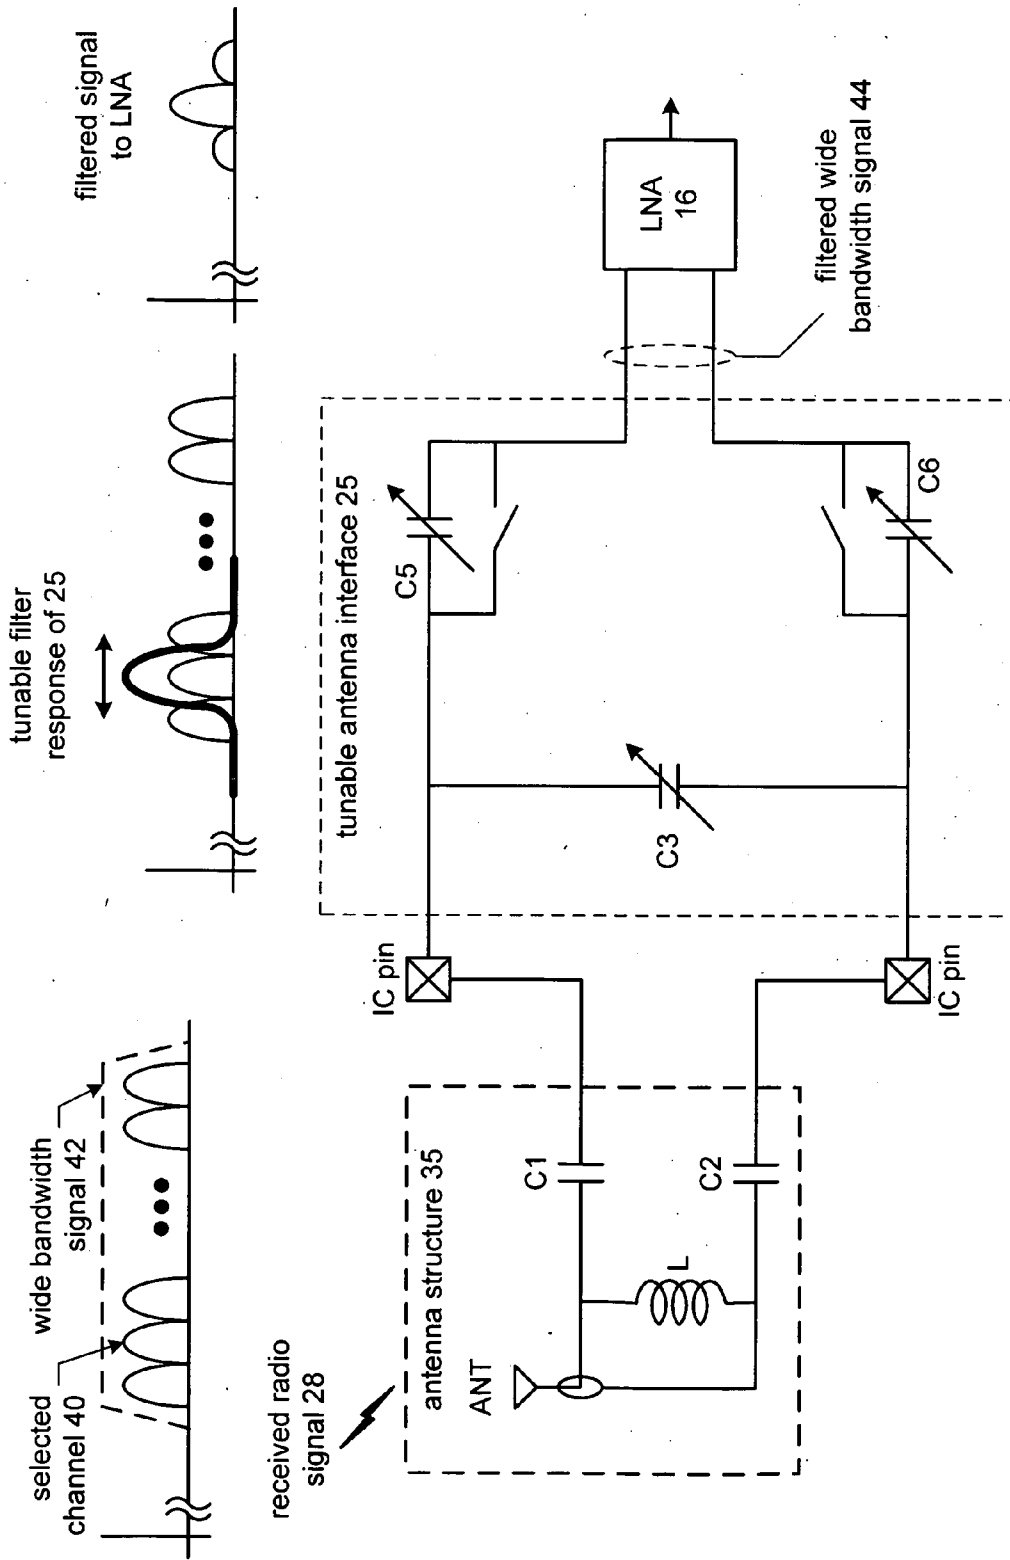 selected
channel 40
wide bandwidth
signal 42
tunable filter
response of 25
filtered signal
to LNA
received radio
signal 28
antenna structure 35
ANT
L
C1
C2
IC pin
IC pin
tunable antenna interface 25
C3
C5
C6
LNA
16
filtered wide
bandwidth signal 44